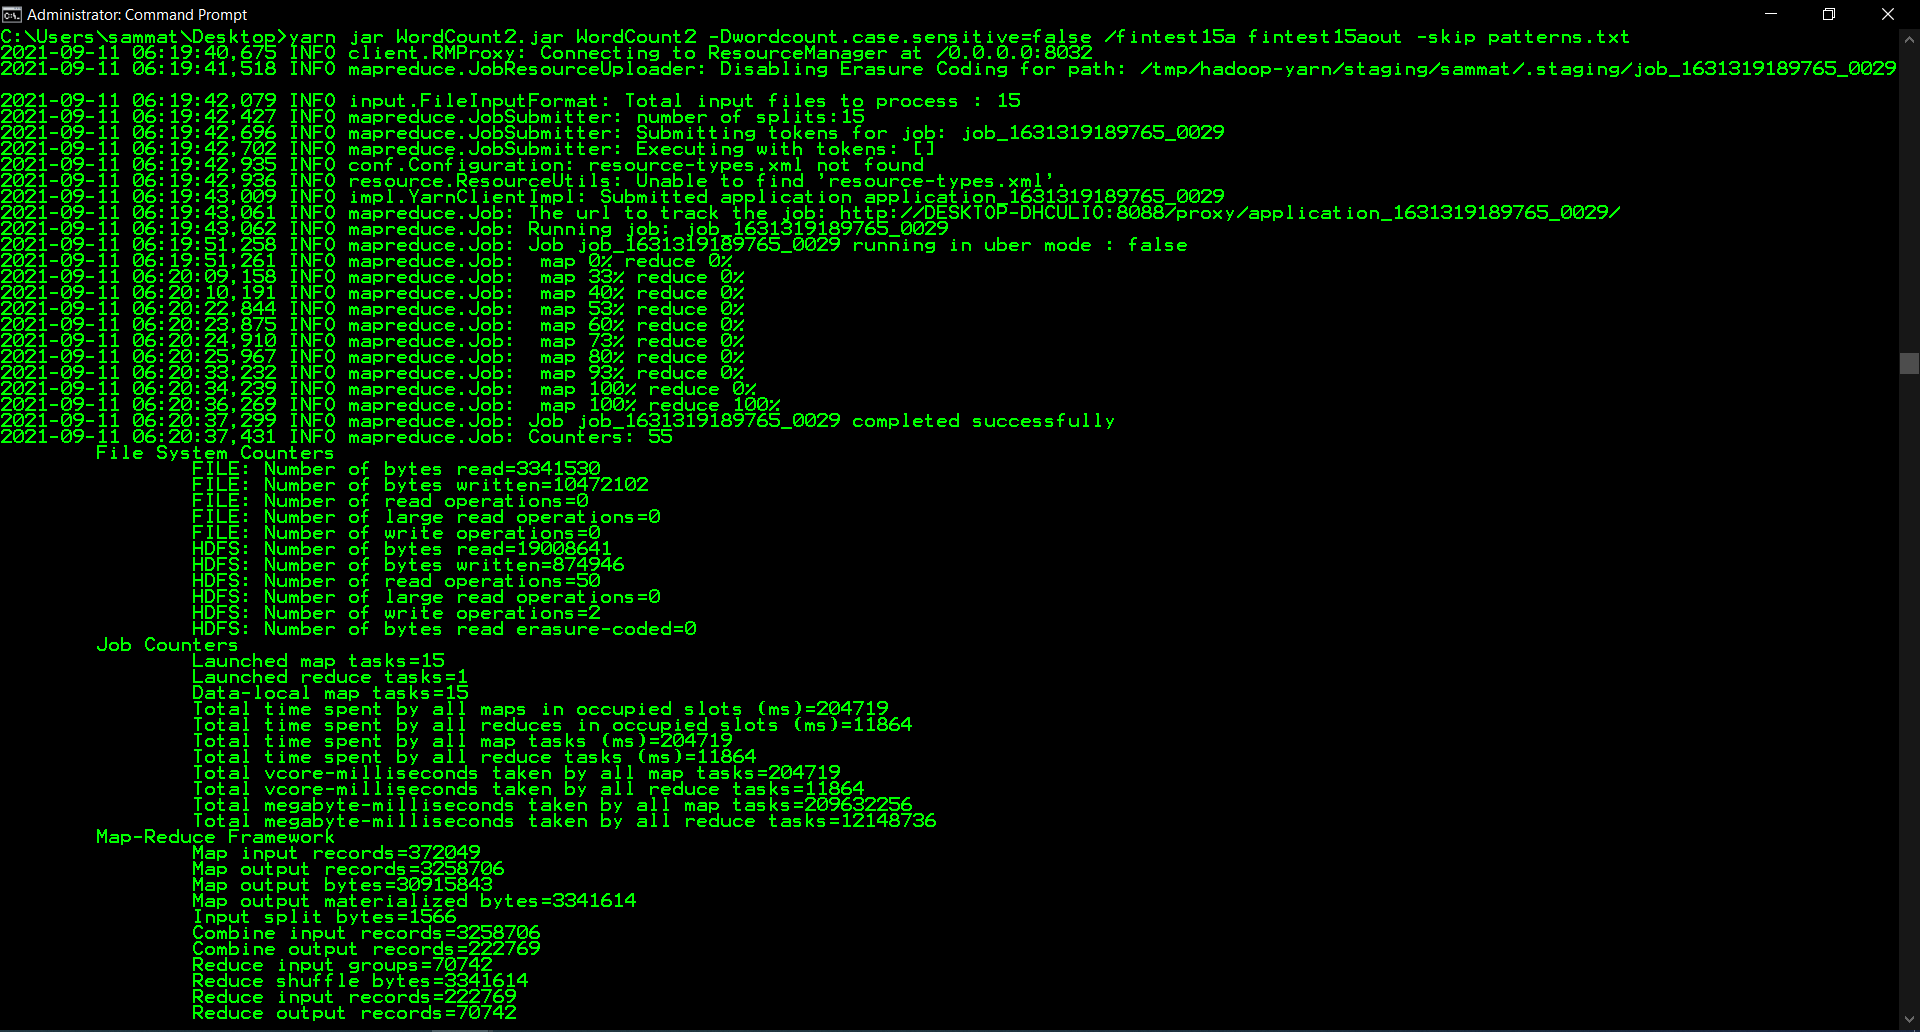 Administrator: Command Prompt
C:\Users\sammat\Desktop>yarn jar WordCount2.jar WordCount2 -Dwordcount.case.sensitive=false /fintest15a fintest15aout -skip patterns.txt
2021-09-11 06:19:40,675 INFO client.RMProxy: Connecting to ResourceManager at /0.0.0.0:8032
2021-09-11 06:19:41,518 INFO mapreduce.JobResourceUploader: Disabling Erasure Coding for path: /tmp/hadoop-yarn/staging/sammat/.staging/job_1631319189765_0029
2021-09-11 06:19:42,079 INFO input.FileInputFormat: Total input files to process : 15
2021-09-11 06:19:42,427 INFO mapreduce.JobSubmitter: number of splits:15
2021-09-11 06:19:42,696 INFO mapreduce.JobSubmitter: Submitting tokens for job: job_1631319189765_0029
2021-09-11 06:19:42,702 INFO mapreduce.JobSubmitter: Executing with tokens: []
2021-09-11 06:19:42,935 INFO conf.Configuration: resource-types.xml not found
2021-09-11 06:19:42,936 INFO resource.ResourceUtils: Unable to find 'resource-types.xml'.
2021-09-11 06:19:43,009 INFO impl.YarnClientImpl: Submitted application application_1631319189765_0029
2021-09-11 06:19:43,061 INFO mapreduce.Job: The url to track the job: http://DESKTOP-DHCULIO:8088/proxy/application_1631319189765_0029/
2021-09-11 06:19:43,062 INFO mapreduce.Job: Running job: job_1631319189765_0029
2021-09-11 06:19:51,258 INFO mapreduce.Job: Job job_1631319189765_0029 running in uber mode : false
2021-09-11 06:19:51,261 INFO mapreduce.Job:  map 0% reduce 0%
2021-09-11 06:20:09,158 INFO mapreduce.Job:  map 33% reduce 0%
2021-09-11 06:20:10,191 INFO mapreduce.Job:  map 40% reduce 0%
2021-09-11 06:20:22,844 INFO mapreduce.Job:  map 53% reduce 0%
2021-09-11 06:20:23,875 INFO mapreduce.Job:  map 60% reduce 0%
2021-09-11 06:20:24,910 INFO mapreduce.Job:  map 73% reduce 0%
2021-09-11 06:20:25,967 INFO mapreduce.Job:  map 80% reduce 0%
2021-09-11 06:20:33,232 INFO mapreduce.Job:  map 93% reduce 0%
2021-09-11 06:20:34,239 INFO mapreduce.Job:  map 100% reduce 0%
2021-09-11 06:20:36,269 INFO mapreduce.Job:  map 100% reduce 100%
2021-09-11 06:20:37,299 INFO mapreduce.Job: Job job_1631319189765_0029 completed successfully
2021-09-11 06:20:37,431 INFO mapreduce.Job: Counters: 55
File System Counters
FILE: Number of bytes read=3341530
FILE: Number of bytes written=10472102
FILE: Number of read operations=0
FILE: Number of large read operations=0
FILE: Number of write operations=0
HDFS: Number of bytes read=19008641
HDFS: Number of bytes written=874946
HDFS: Number of read operations=50
HDFS: Number of large read operations=0
HDFS: Number of write operations=2
HDFS: Number of bytes read erasure-coded=0
Job Counters
Launched map tasks=15
Launched reduce tasks=1
Data-local map tasks=15
Total time spent by all maps in occupied slots (ms)=204719
Total time spent by all reduces in occupied slots (ms)=11864
Total time spent by all map tasks (ms)=204719
Total time spent by all reduce tasks (ms)=11864
Total vcore-milliseconds taken by all map tasks=204719
Total vcore-milliseconds taken by all reduce tasks=11864
Total megabyte-milliseconds taken by all map tasks=209632256
Total megabyte-milliseconds taken by all reduce tasks=12148736
Map-Reduce Framework
Map input records=372049
Map output records=3258706
Map output bytes=30915843
Map output materialized bytes=3341614
Input split bytes=1566
Combine input records=3258706
Combine output records=222769
Reduce input groups=70742
Reduce shuffle bytes=3341614
Reduce input records=222769
Reduce output records=70742